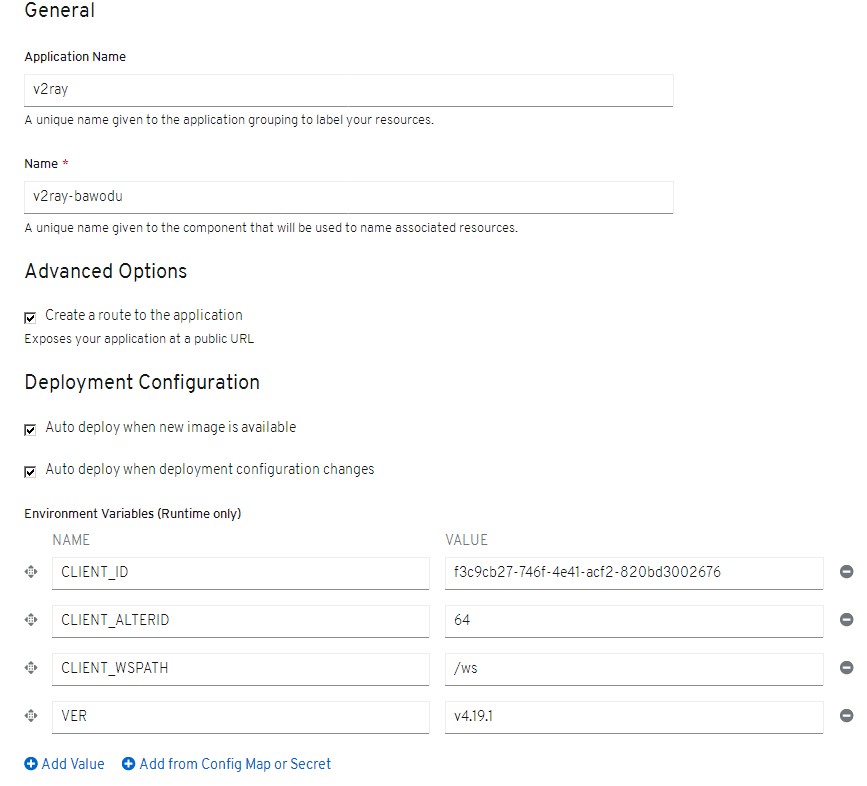 General
Application Name
v2ray
A unique name given to the application grouping to label your resources.
Name *
v2ray-bawodu
A unique name given to the component that will be used to name associated resources.
Advanced Options
Create a route to the application
Exposes your application at a public URL
Deployment Configuration
Auto deploy when new image is available
Auto deploy when deployment configuration changes
Environment Variables (Runtime only)
NAME VALUE
CLIENT_ID f3c9cb27-746f-4e41-acf2-820bd3002676
CLIENT_ALTERID 64
CLIENT_WSPATH /ws
VER v4.19.1
Add Value Add from Config Map or Secret